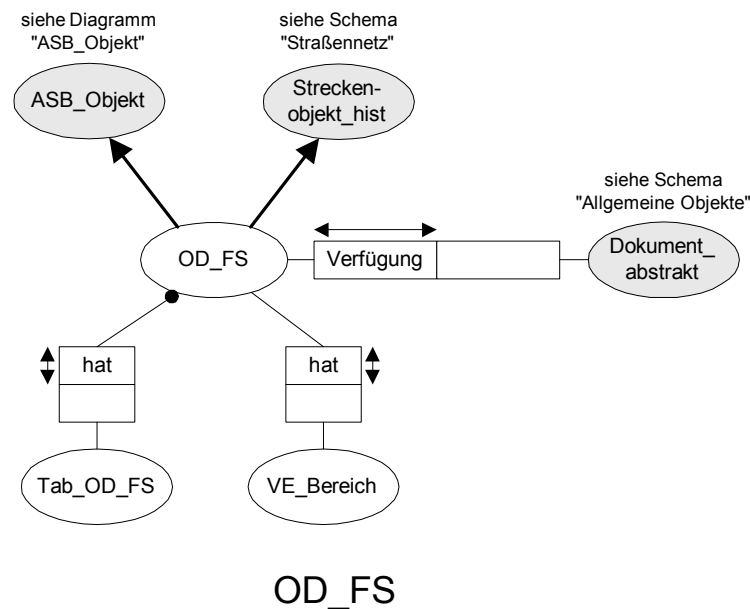 siehe Diagramm
"ASB_Objekt"
siehe Schema
"Straßennetz"
ASB_Objekt
Strecken-
objekt_hist
siehe Schema
"Allgemeine Objekte"
OD_FS
Verfügung
Dokument_
abstrakt
hat
hat
Tab_OD_FS
VE_Bereich
OD_FS